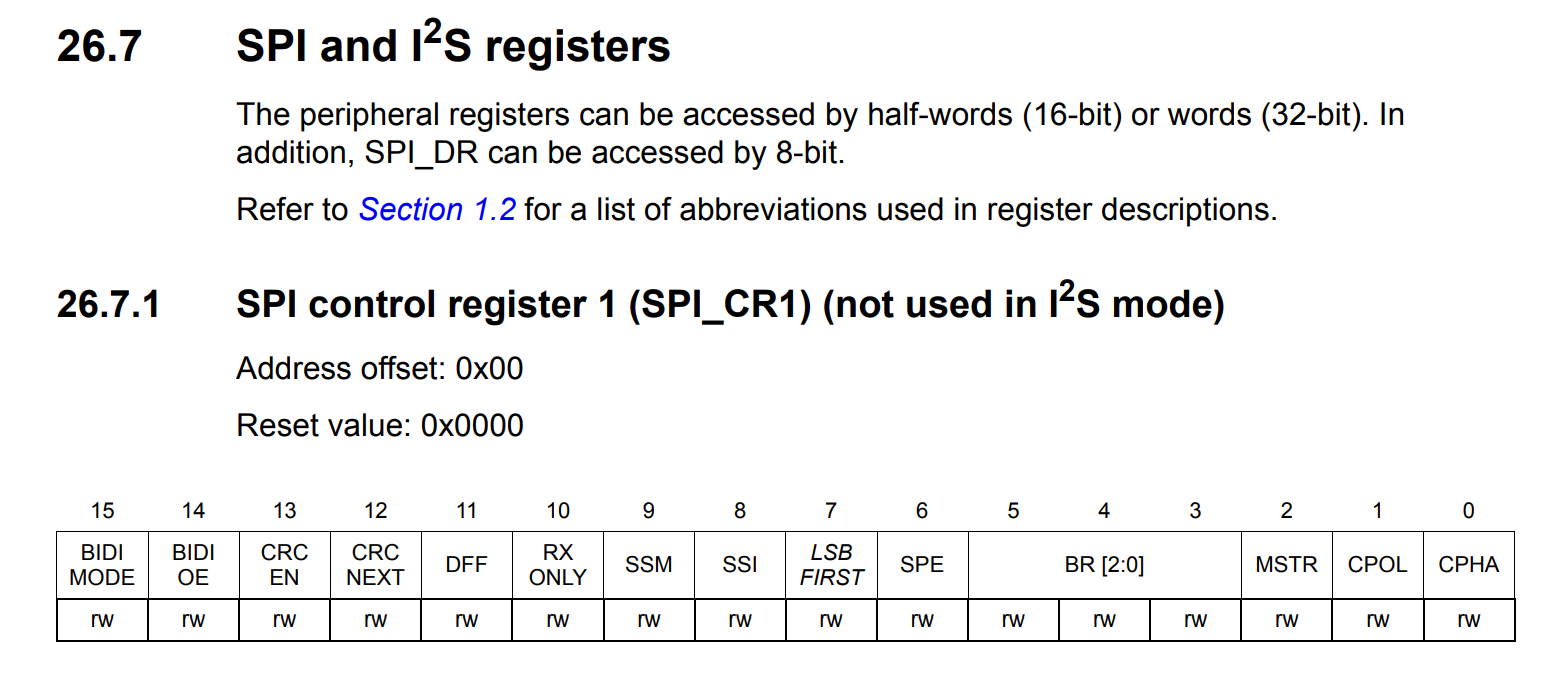 26.7 SPI and I²S registers
The peripheral registers can be accessed by half-words (16-bit) or words (32-bit). In
addition, SPI_DR can be accessed by 8-bit.
Refer to Section 1.2 for a list of abbreviations used in register descriptions.
26.7.1 SPI control register 1 (SPI_CR1) (not used in I²S mode)
Address offset: 0x00
Reset value: 0x0000
15 14 13 12 11 10 9 8 7 6 5 4 3 2 1 0
BIDI MODE BIDI OE CRC EN CRC NEXT DFF RX ONLY SSM SSI LSB FIRST SPE BR [2:0] MSTR CPOL CPHA
rw rw rw rw rw rw rw rw rw rw rw rw rw rw rw rw